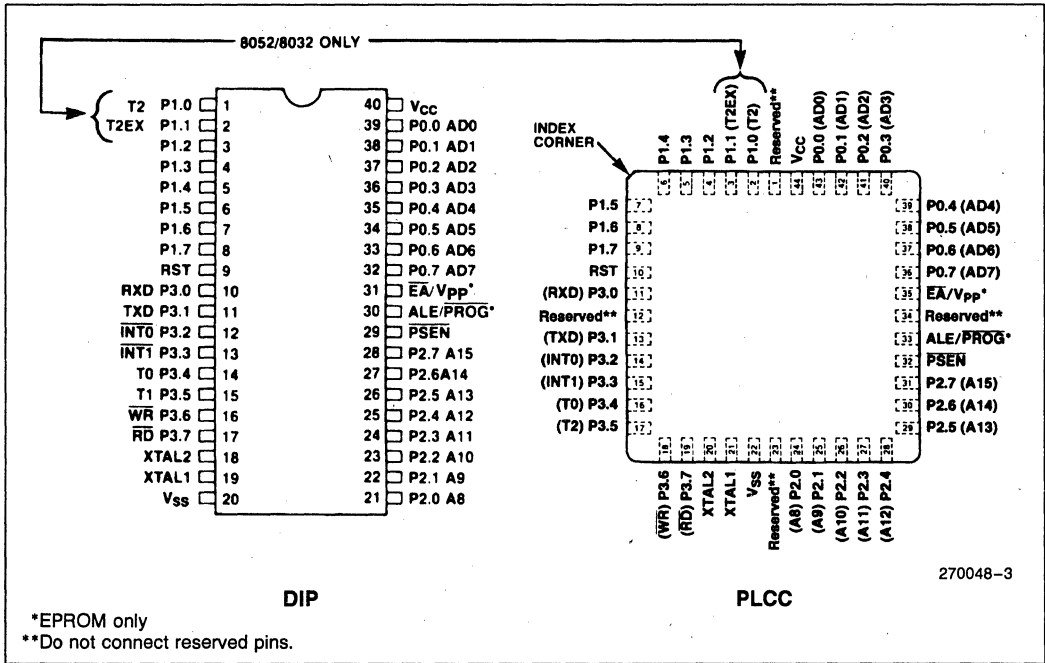 8052/8032 ONLY
T2 P1.0 1
T2EX P1.1 2
P1.2 3
P1.3 4
P1.4 5
P1.5 6
P1.6 7
P1.7 8
RST 9
RXD P3.0 10
TXD P3.1 11
INT0 P3.2 12
INT1 P3.3 13
T0 P3.4 14
T1 P3.5 15
WR P3.6 16
RD P3.7 17
XTAL2 18
XTAL1 19
VSS 20
40 VCC
39 P0.0 AD0
38 P0.1 AD1
37 P0.2 AD2
36 P0.3 AD3
35 P0.4 AD4
34 P0.5 AD5
33 P0.6 AD6
32 P0.7 AD7
31 EA/VPP*
30 ALE/PROG*
29 PSEN
28 P2.7 A15
27 P2.6A14
26 P2.5 A13
25 P2.4 A12
24 P2.3 A11
23 P2.2 A10
22 P2.1 A9
21 P2.0 A8
DIP
INDEX
CORNER
P1.4 6
P1.3 5
P1.2 4
P1.1 (T2EX) 3
P1.0 (T2) 2
Reserved** 1
VCC 44
P0.0 (AD0) 43
P0.1 (AD1) 42
P0.2 (AD2) 41
P0.3 (AD3) 40
P1.5 7
P1.6 8
P1.7 9
RST 10
(RXD) P3.0 11
Reserved** 12
(TXD) P3.1 13
(INT0) P3.2 14
(INT1) P3.3 15
(T0) P3.4 16
(T2) P3.5 17
39 P0.4 (AD4)
38 P0.5 (AD5)
37 P0.6 (AD6)
36 P0.7 (AD7)
35 EA/VPP*
34 Reserved**
33 ALE/PROG*
32 PSEN
31 P2.7 (A15)
30 P2.6 (A14)
29 P2.5 (A13)
18 (WR) P3.6
19 (RD) P3.7
20 XTAL2
21 XTAL1
22 VSS
23 Reserved**
24 (A8) P2.0
25 (A9) P2.1
26 (A10) P2.2
27 (A11) P2.3
28 (A12) P2.4
PLCC
270048–3
*EPROM only
**Do not connect reserved pins.